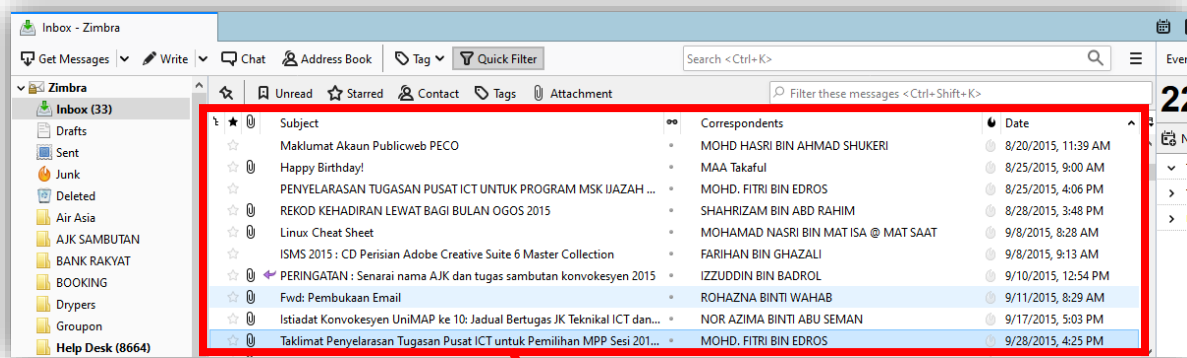 Inbox - Zimbra
Get Messages Write Chat Address Book Tag Quick Filter Search <Ctrl+K>
Zimbra
Inbox (33)
Drafts
Sent
Junk
Deleted
Air Asia
AJK SAMBUTAN
BANK RAKYAT
BOOKING
Drypers
Groupon
Help Desk (8664)
Unread Starred Contact Tags Attachment Filter these messages <Ctrl+Shift+K>
Subject Correspondents Date
Maklumat Akaun Publicweb PECO MOHD HASRI BIN AHMAD SHUKERI 8/20/2015, 11:39 AM
Happy Birthday! MAA Takaful 8/25/2015, 9:00 AM
PENYELARASAN TUGASAN PUSAT ICT UNTUK PROGRAM MSK IJAZAH ... MOHD. FITRI BIN EDROS 8/25/2015, 4:06 PM
REKOD KEHADIRAN LEWAT BAGI BULAN OGOS 2015 SHAHRIZAM BIN ABD RAHIM 8/28/2015, 3:48 PM
Linux Cheat Sheet MOHAMAD NASRI BIN MAT ISA @ MAT SAAT 9/8/2015, 8:28 AM
ISMS 2015 : CD Perisian Adobe Creative Suite 6 Master Collection FARIHAN BIN GHAZALI 9/8/2015, 9:13 AM
PERINGATAN : Senarai nama AJK dan tugas sambutan konvokesyen 2015 IZZUDDIN BIN BADROL 9/10/2015, 12:54 PM
Fwd: Pembukaan Email ROHAZNA BINTI WAHAB 9/11/2015, 8:29 AM
Istiadat Konvokesyen UniMAP ke 10: Jadual Bertugas JK Teknikal ICT dan... NOR AZIMA BINTI ABU SEMAN 9/17/2015, 5:03 PM
Taklimat Penyelarasan Tugasan Pusat ICT untuk Pemilihan MPP Sesi 201... MOHD. FITRI BIN EDROS 9/28/2015, 4:25 PM
Ever
22